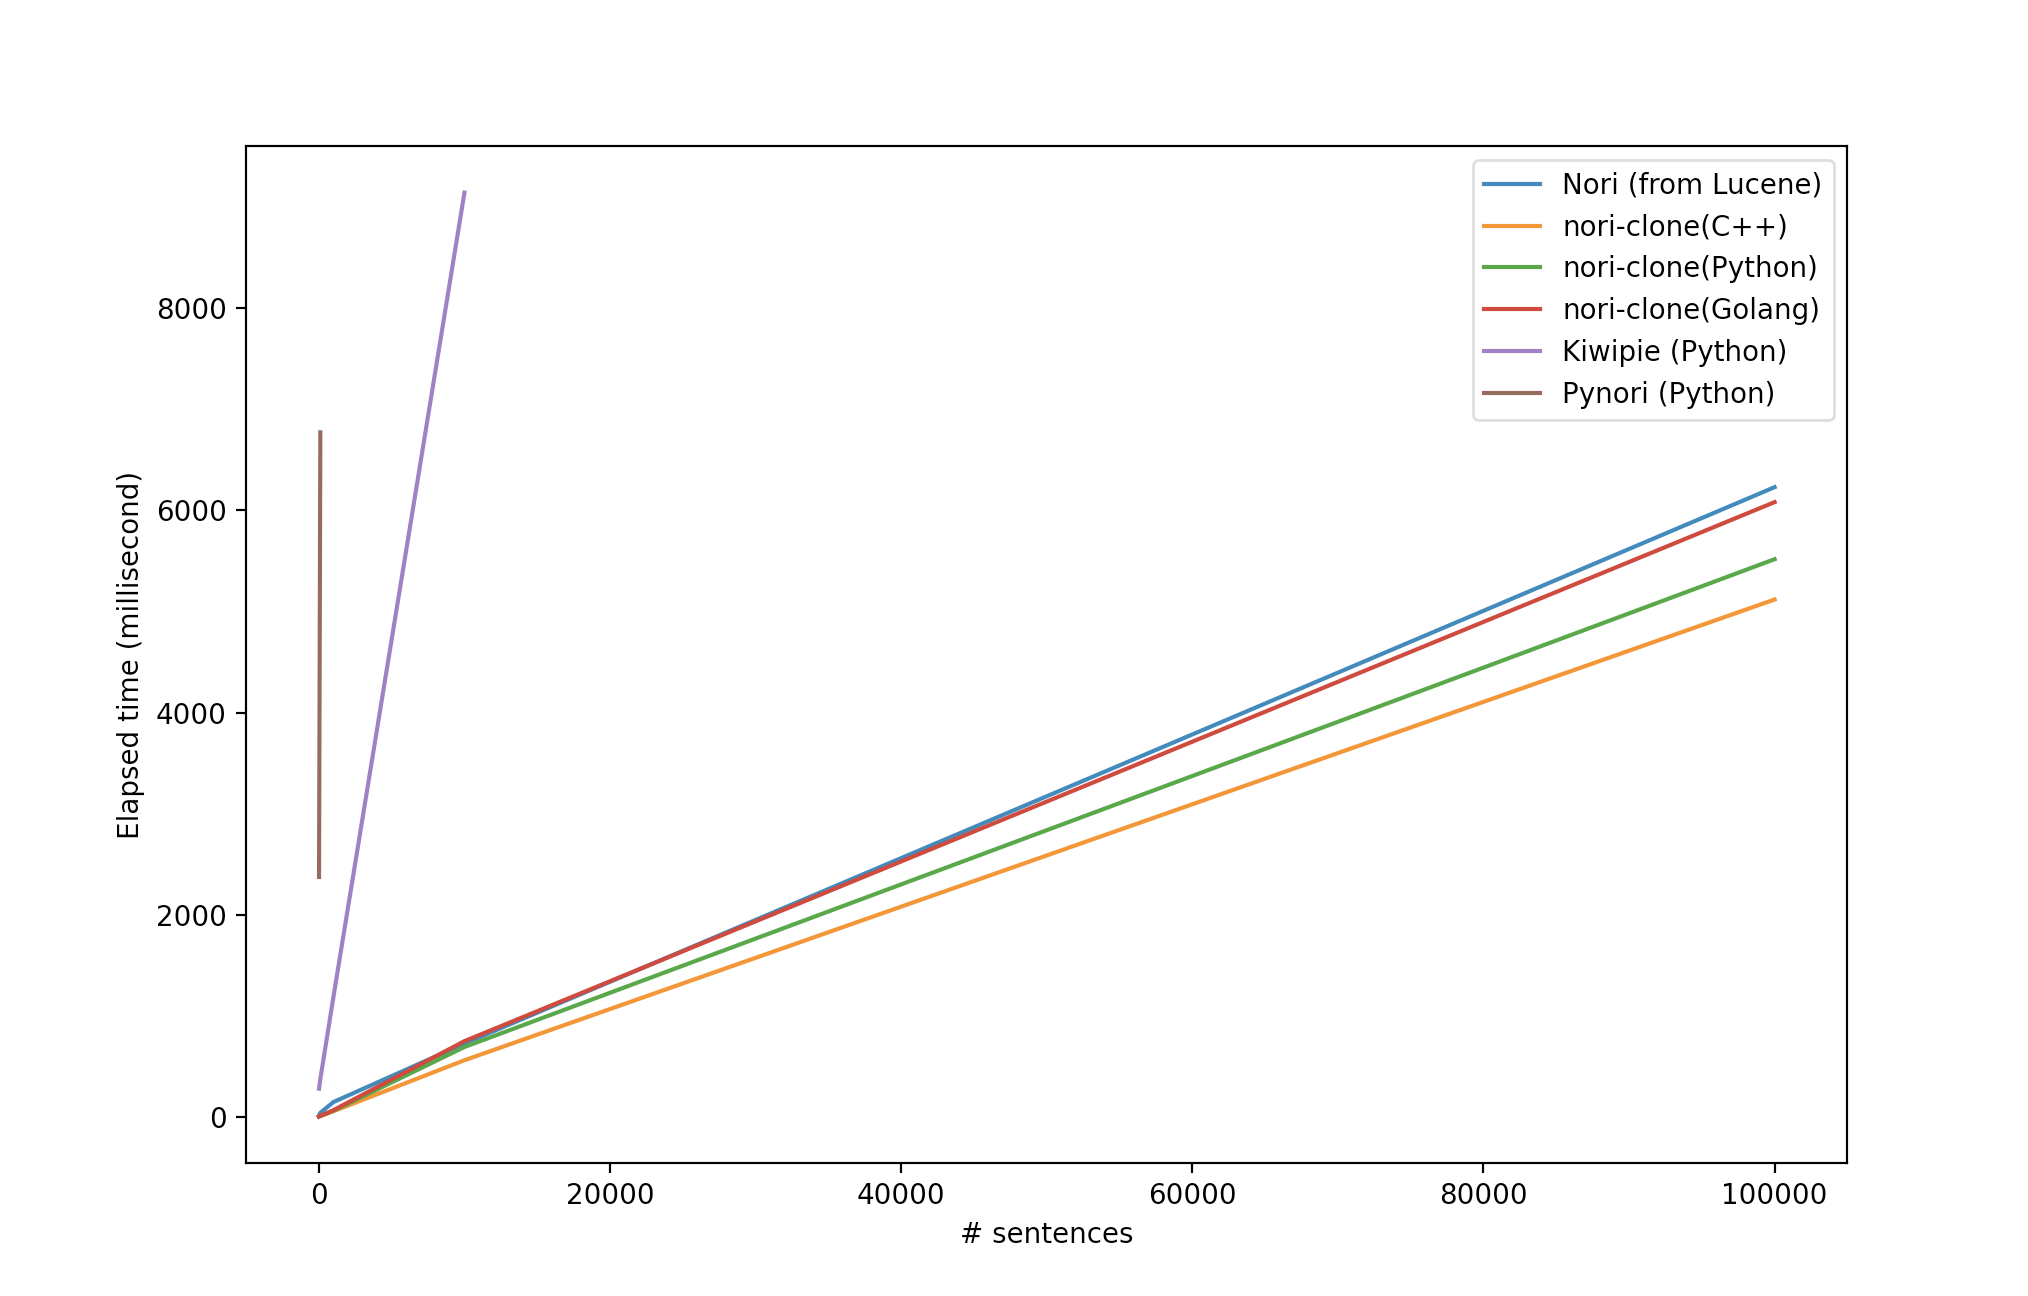 Nori (from Lucene)
nori-clone(C++)
nori-clone(Python)
nori-clone(Golang)
Kiwipie (Python)
Pynori (Python)
Elapsed time (millisecond)
8000
6000
4000
2000
0
0 20000 40000 60000 80000 100000
# sentences